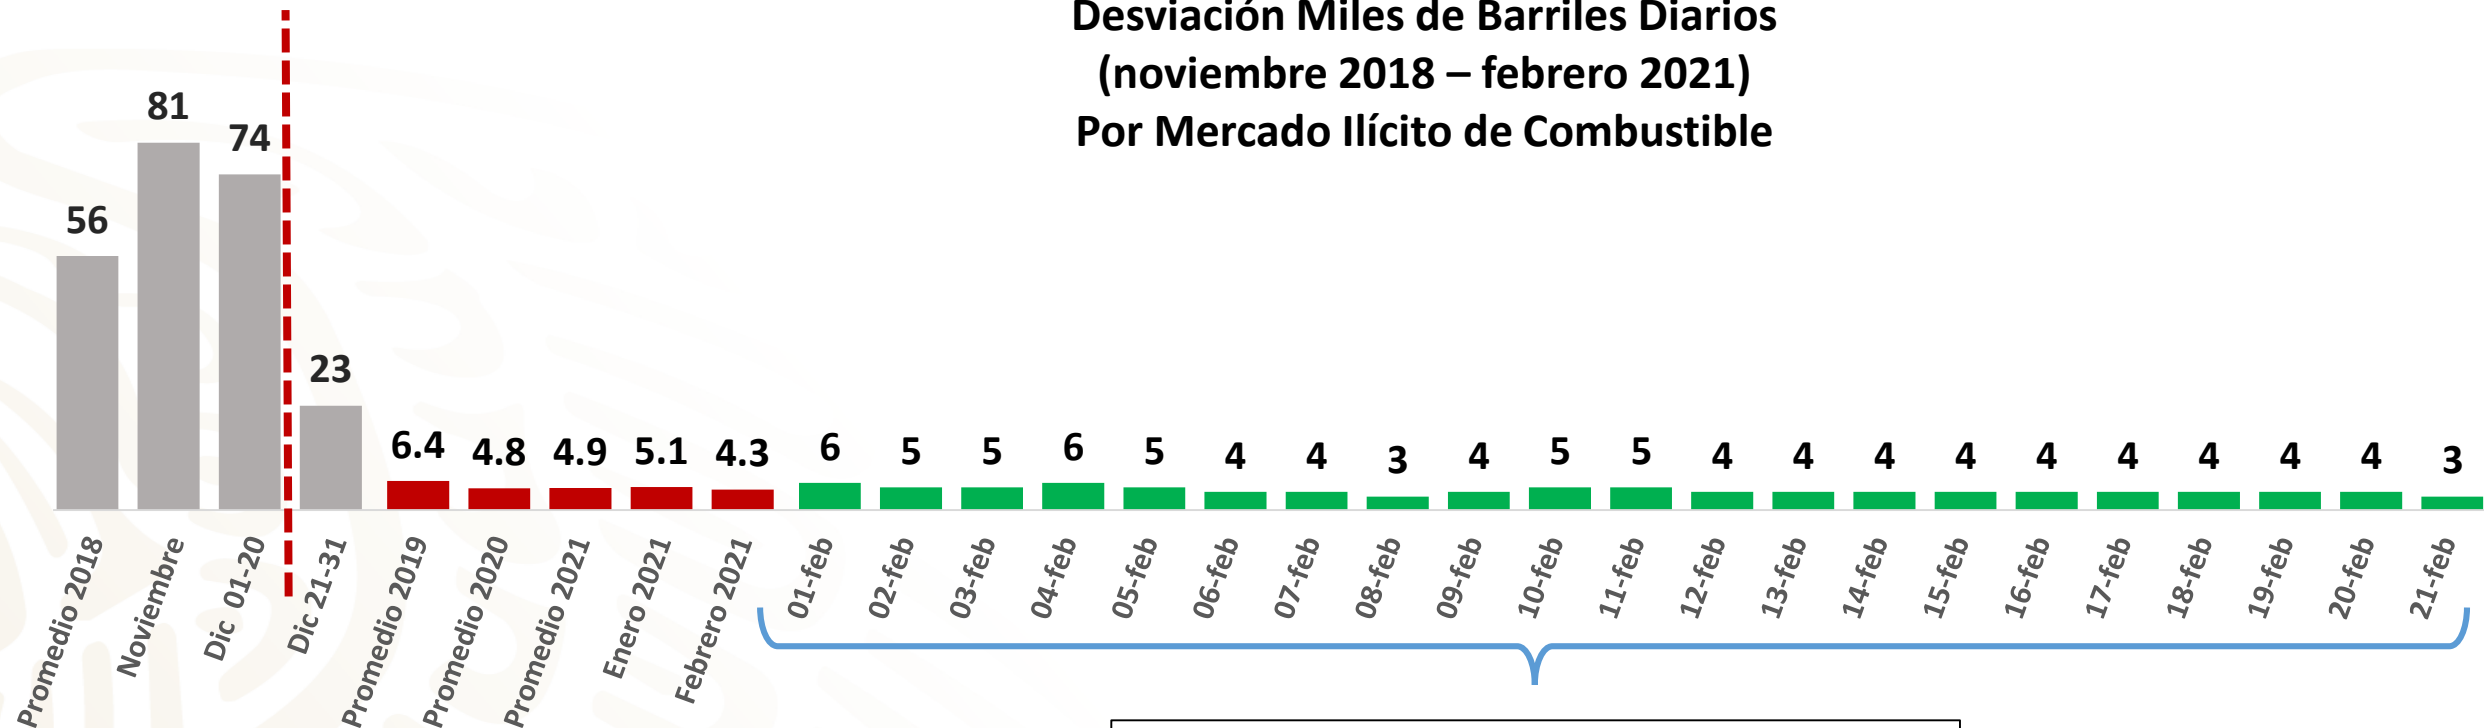 Desviación Miles de Barriles Diarios
(noviembre 2018 – febrero 2021)
Por Mercado Ilícito de Combustible
56
81
74
23
6.4
4.8
4.9
5.1
4.3
6
5
5
6
5
4
4
3
4
5
5
4
4
4
4
4
4
4
4
4
3
Promedio 2018
Noviembre
Dic 01-20
Dic 21-31
Promedio 2019
Promedio 2020
Promedio 2021
Enero 2021
Febrero 2021
01-feb
02-feb
03-feb
04-feb
05-feb
06-feb
07-feb
08-feb
09-feb
10-feb
11-feb
12-feb
13-feb
14-feb
15-feb
16-feb
17-feb
18-feb
19-feb
20-feb
21-feb